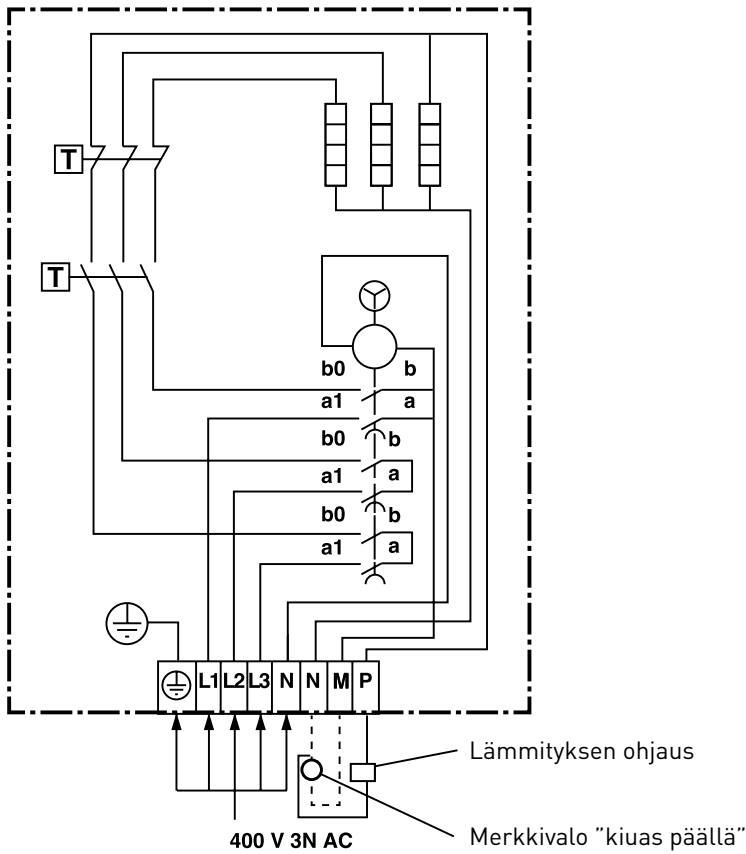 T
T
b0 b
a1 a
b0 b
a1 a
b0 b
a1 a
L1 L2 L3 N N M P
Lämmityksen ohjaus
400 V 3N AC
Merkkivalo ”kiuas päällä”